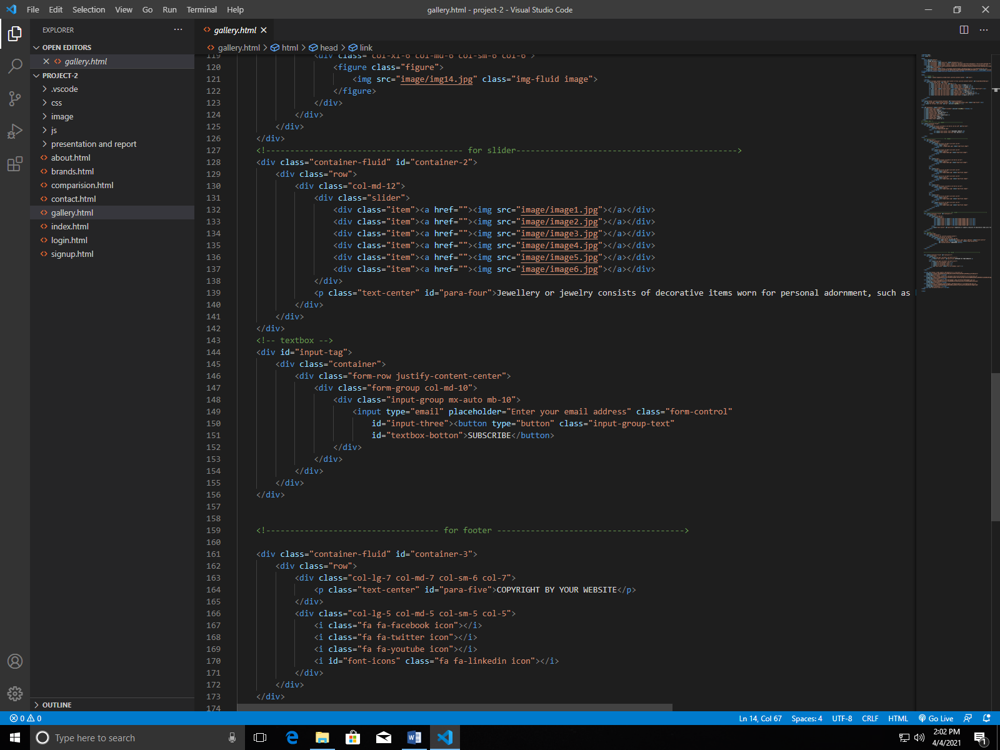 File Edit Selection View Go Run Terminal Help
gallery.html - project-2 - Visual Studio Code
EXPLORER
OPEN EDITORS
gallery.html
PROJECT-2
.vscode
css
image
js
presentation and report
about.html
brands.html
comparision.html
contact.html
gallery.html
index.html
login.html
signup.html
OUTLINE
gallery.html
gallery.html > html > head > link
119 <div class="col-xl-6 col-md-6 col-sm-6 col-6">
120 <figure class="figure">
121 <img src="image/img14.jpg" class="img-fluid image">
122 </figure>
123 </div>
124 </div>
125 </div>
126 </div>
127 <!----------------------------------------- for slider---------------------------------------------->
128 <div class="container-fluid" id="container-2">
129 <div class="row">
130 <div class="col-md-12">
131 <div class="slider">
132 <div class="item"><a href=""><img src="image/image1.jpg"></a></div>
133 <div class="item"><a href=""><img src="image/image2.jpg"></a></div>
134 <div class="item"><a href=""><img src="image/image3.jpg"></a></div>
135 <div class="item"><a href=""><img src="image/image4.jpg"></a></div>
136 <div class="item"><a href=""><img src="image/image5.jpg"></a></div>
137 <div class="item"><a href=""><img src="image/image6.jpg"></a></div>
138 </div>
139 <p class="text-center" id="para-four">Jewellery or jewelry consists of decorative items worn for personal adornment, such as
140 </div>
141 </div>
142 </div>
143 <!-- textbox -->
144 <div id="input-tag">
145 <div class="container">
146 <div class="form-row justify-content-center">
147 <div class="form-group col-md-10">
148 <div class="input-group mx-auto mb-10">
149 <input type="email" placeholder="Enter your email address" class="form-control"
150 id="input-three"><button type="button" class="input-group-text"
151 id="textbox-botton">SUBSCRIBE</button>
152 </div>
153 </div>
154 </div>
155 </div>
156 </div>
157
158
159 <!------------------------------------ for footer --------------------------------------->
160
161 <div class="container-fluid" id="container-3">
162 <div class="row">
163 <div class="col-lg-7 col-md-7 col-sm-6 col-7">
164 <p class="text-center" id="para-five">COPYRIGHT BY YOUR WEBSITE</p>
165 </div>
166 <div class="col-lg-5 col-md-5 col-sm-5 col-5">
167 <i class="fa fa-facebook icon"></i>
168 <i class="fa fa-twitter icon"></i>
169 <i class="fa fa-youtube icon"></i>
170 <i id="font-icons" class="fa fa-linkedin icon"></i>
171 </div>
172 </div>
173 </div>
174
0 0 Ln 14, Col 67 Spaces: 4 UTF-8 CRLF HTML Go Live
Type here to search
2:02 PM
4/4/2021
1